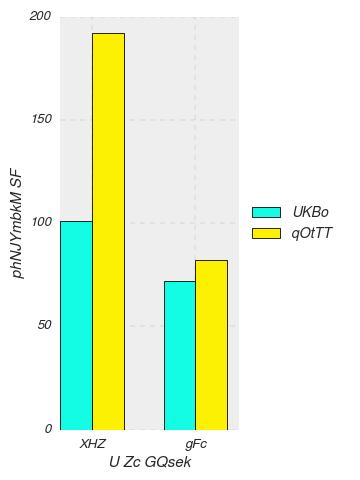 200
150
100
50
0
phNJYmbkM SF
XHZ gFc
U Zc GQsek
UKBo
qOtTT